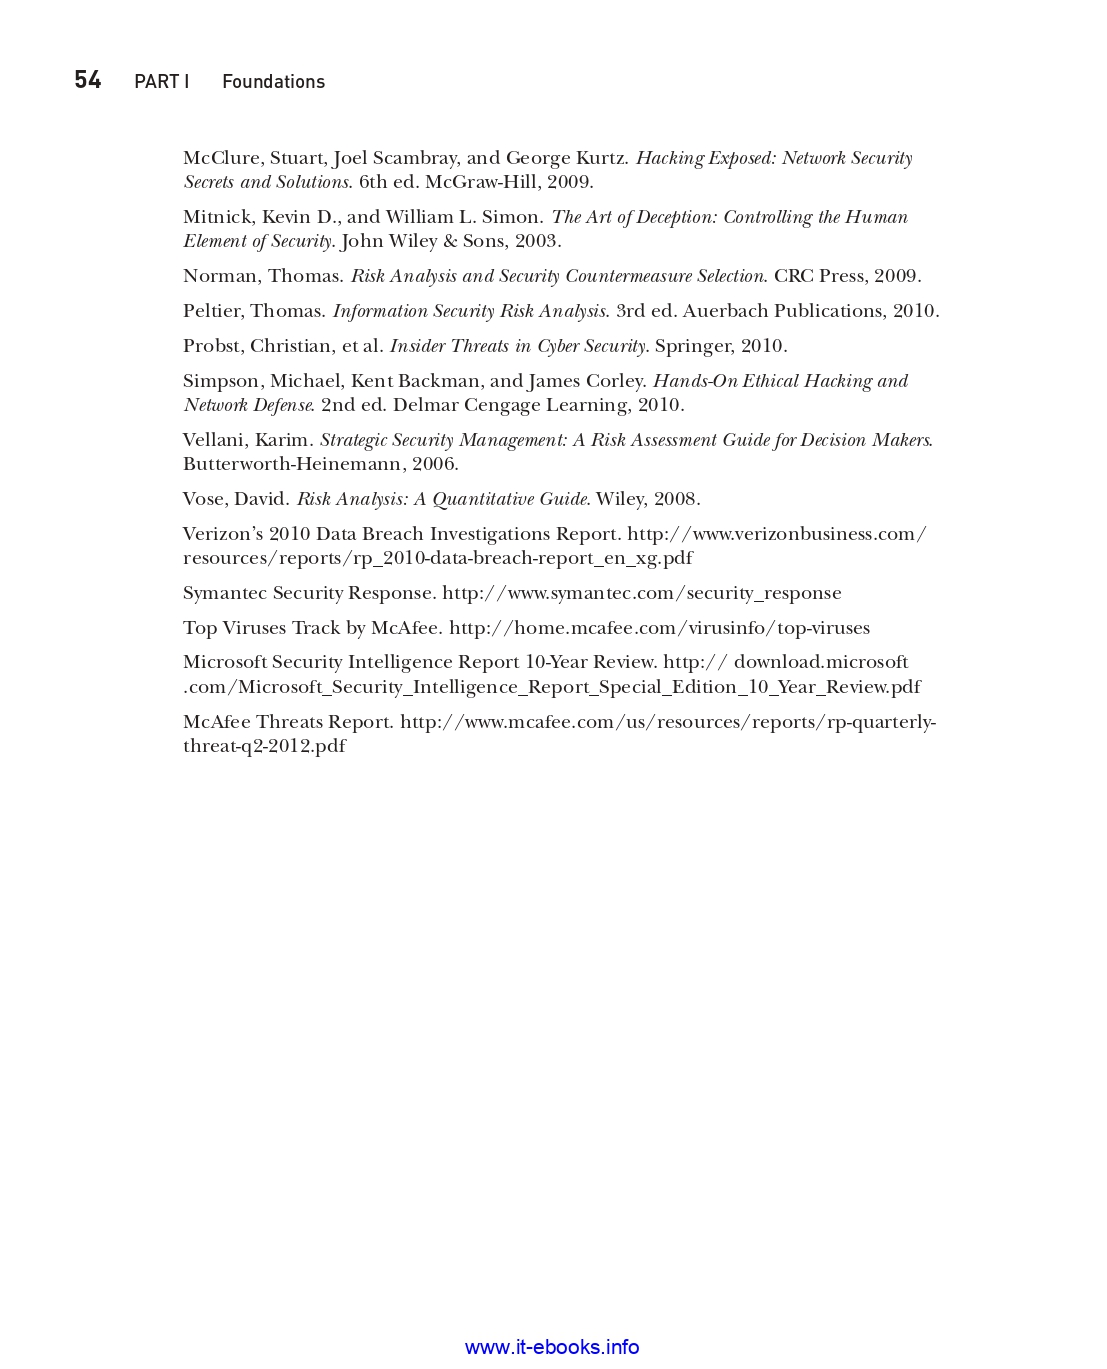 54 PART I Foundations
McClure, Stuart, Joel Scambray, and George Kurtz. Hacking Exposed: Network Security
Secrets and Solutions. 6th ed. McGraw-Hill, 2009.
Mitnick, Kevin D., and William L. Simon. The Art of Deception: Controlling the Human
Element of Security. John Wiley & Sons, 2003.
Norman, Thomas. Risk Analysis and Security Countermeasure Selection. CRC Press, 2009.
Peltier, Thomas. Information Security Risk Analysis. 3rd ed. Auerbach Publications, 2010.
Probst, Christian, et al. Insider Threats in Cyber Security. Springer, 2010.
Simpson, Michael, Kent Backman, and James Corley. Hands-On Ethical Hacking and
Network Defense. 2nd ed. Delmar Cengage Learning, 2010.
Vellani, Karim. Strategic Security Management: A Risk Assessment Guide for Decision Makers.
Butterworth-Heinemann, 2006.
Vose, David. Risk Analysis: A Quantitative Guide. Wiley, 2008.
Verizon’s 2010 Data Breach Investigations Report. http://www.verizonbusiness.com/
resources/reports/rp_2010-data-breach-report_en_xg.pdf
Symantec Security Response. http://www.symantec.com/security_response
Top Viruses Track by McAfee. http://home.mcafee.com/virusinfo/top-viruses
Microsoft Security Intelligence Report 10-Year Review. http:// download.microsoft
.com/Microsoft_Security_Intelligence_Report_Special_Edition_10_Year_Review.pdf
McAfee Threats Report. http://www.mcafee.com/us/resources/reports/rp-quarterly-
threat-q2-2012.pdf
www.it-ebooks.info